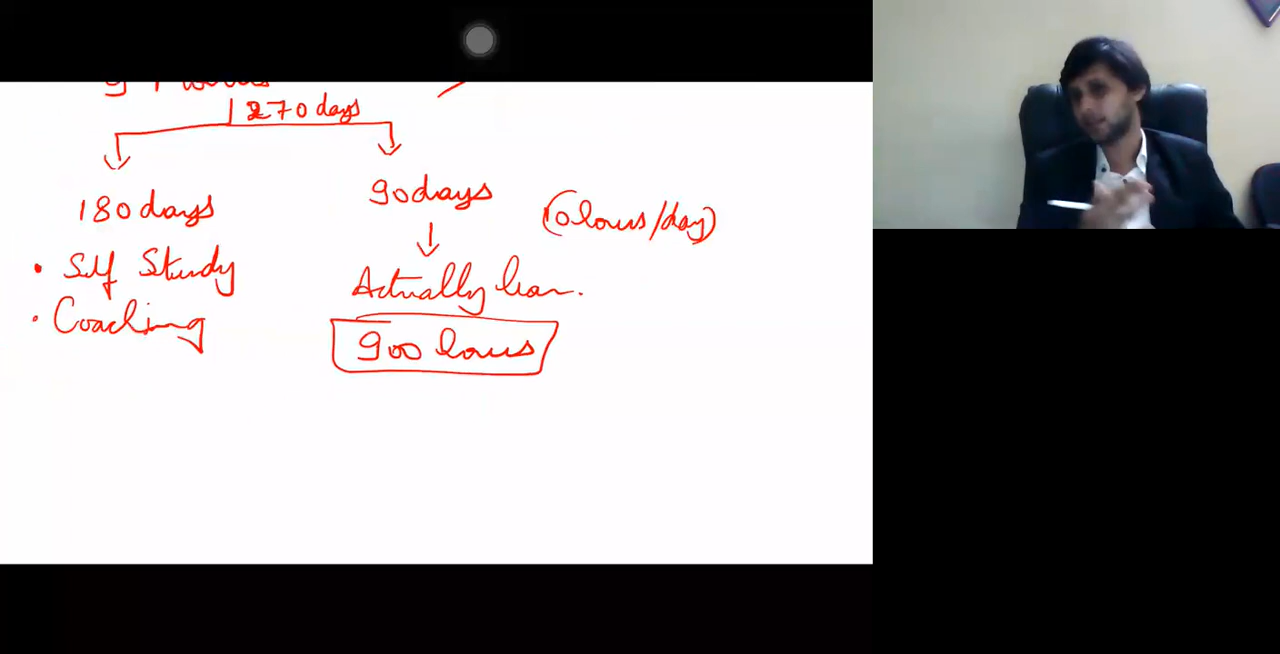 270 days
180 days
90 days
(10 hours/day)
• Self Study
• Coaching
Actually learn.
900 hours